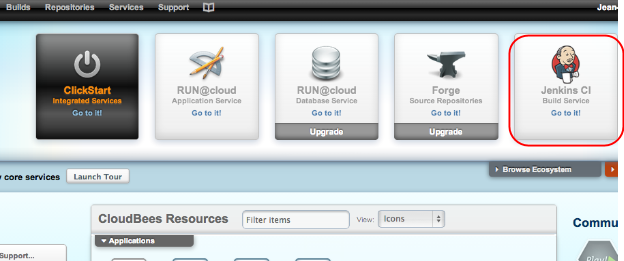 Builds Repositories Services Support Jean-
ClickStart
Integrated Services
Go to it!
RUN@cloud
Application Service
Go to it!
RUN@cloud
Database Service
Go to it!
Upgrade
Forge
Source Repositories
Go to it!
Upgrade
Jenkins CI
Build Service
Go to it!
core services Launch Tour
Browse Ecosystem
CloudBees Resources Filter Items View: Icons
Applications
Commu
Support...
Play!